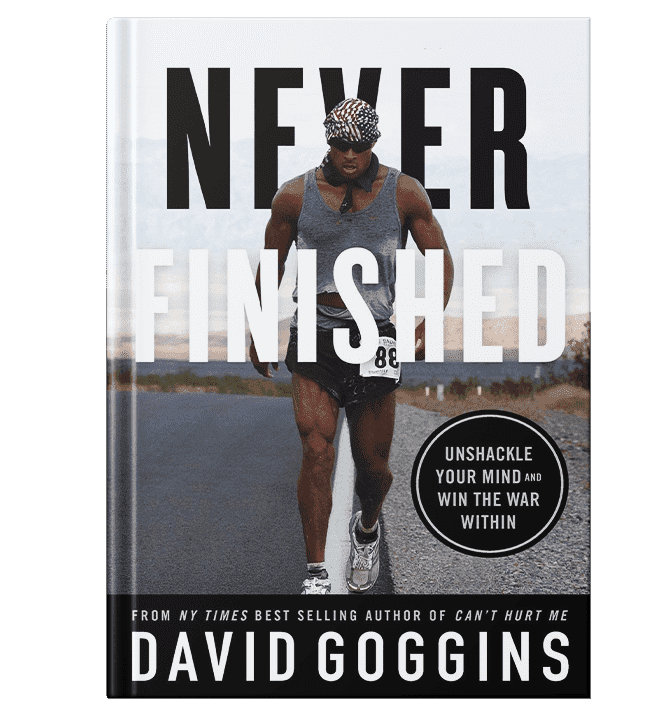 NEVER
FINISHED
88
UNSHACKLE
YOUR MIND AND
WIN THE WAR
WITHIN
FROM NY TIMES BEST SELLING AUTHOR OF CAN'T HURT ME
DAVID GOGGINS